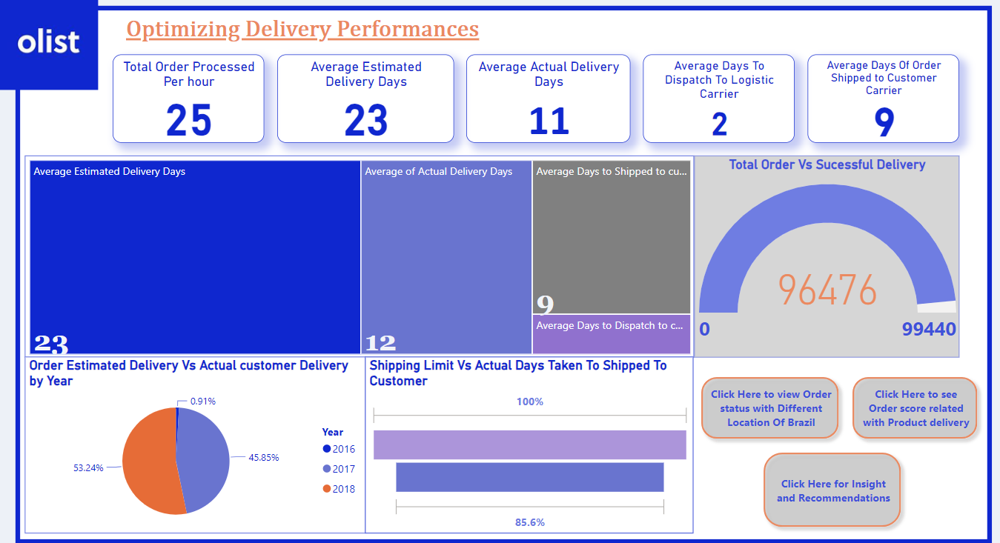 olist
Optimizing Delivery Performances
Total Order Processed
Per hour
25
Average Estimated
Delivery Days
23
Average Actual Delivery
Days
11
Average Days To
Dispatch To Logistic
Carrier
2
Average Days Of Order
Shipped to Customer
Carrier
9
Average Estimated Delivery Days
23
Average of Actual Delivery Days
12
Average Days to Shipped to cu...
9
Average Days to Dispatch to c...
Total Order Vs Sucessful Delivery
96476
0
99440
Order Estimated Delivery Vs Actual customer Delivery
by Year
0.91%
45.85%
53.24%
Year
2016
2017
2018
Shipping Limit Vs Actual Days Taken To Shipped To
Customer
100%
85.6%
Click Here to view Order
status with Different
Location Of Brazil
Click Here to see
Order score related
with Product delivery
Click Here for Insight
and Recommendations